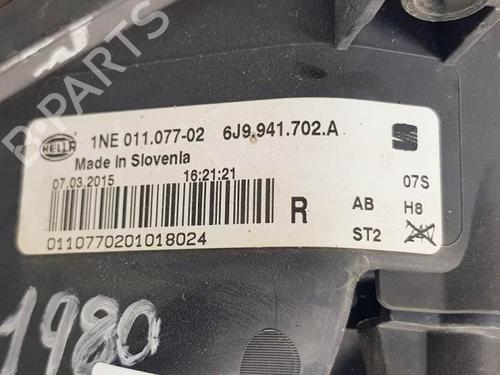 B-PARTS
HELLA 1NE 011.077-02 6J9.941.702.A
Made in Slovenia
07.03.2015 16:21:21
07S
R AB H8
0110770201018024 ST2
1980